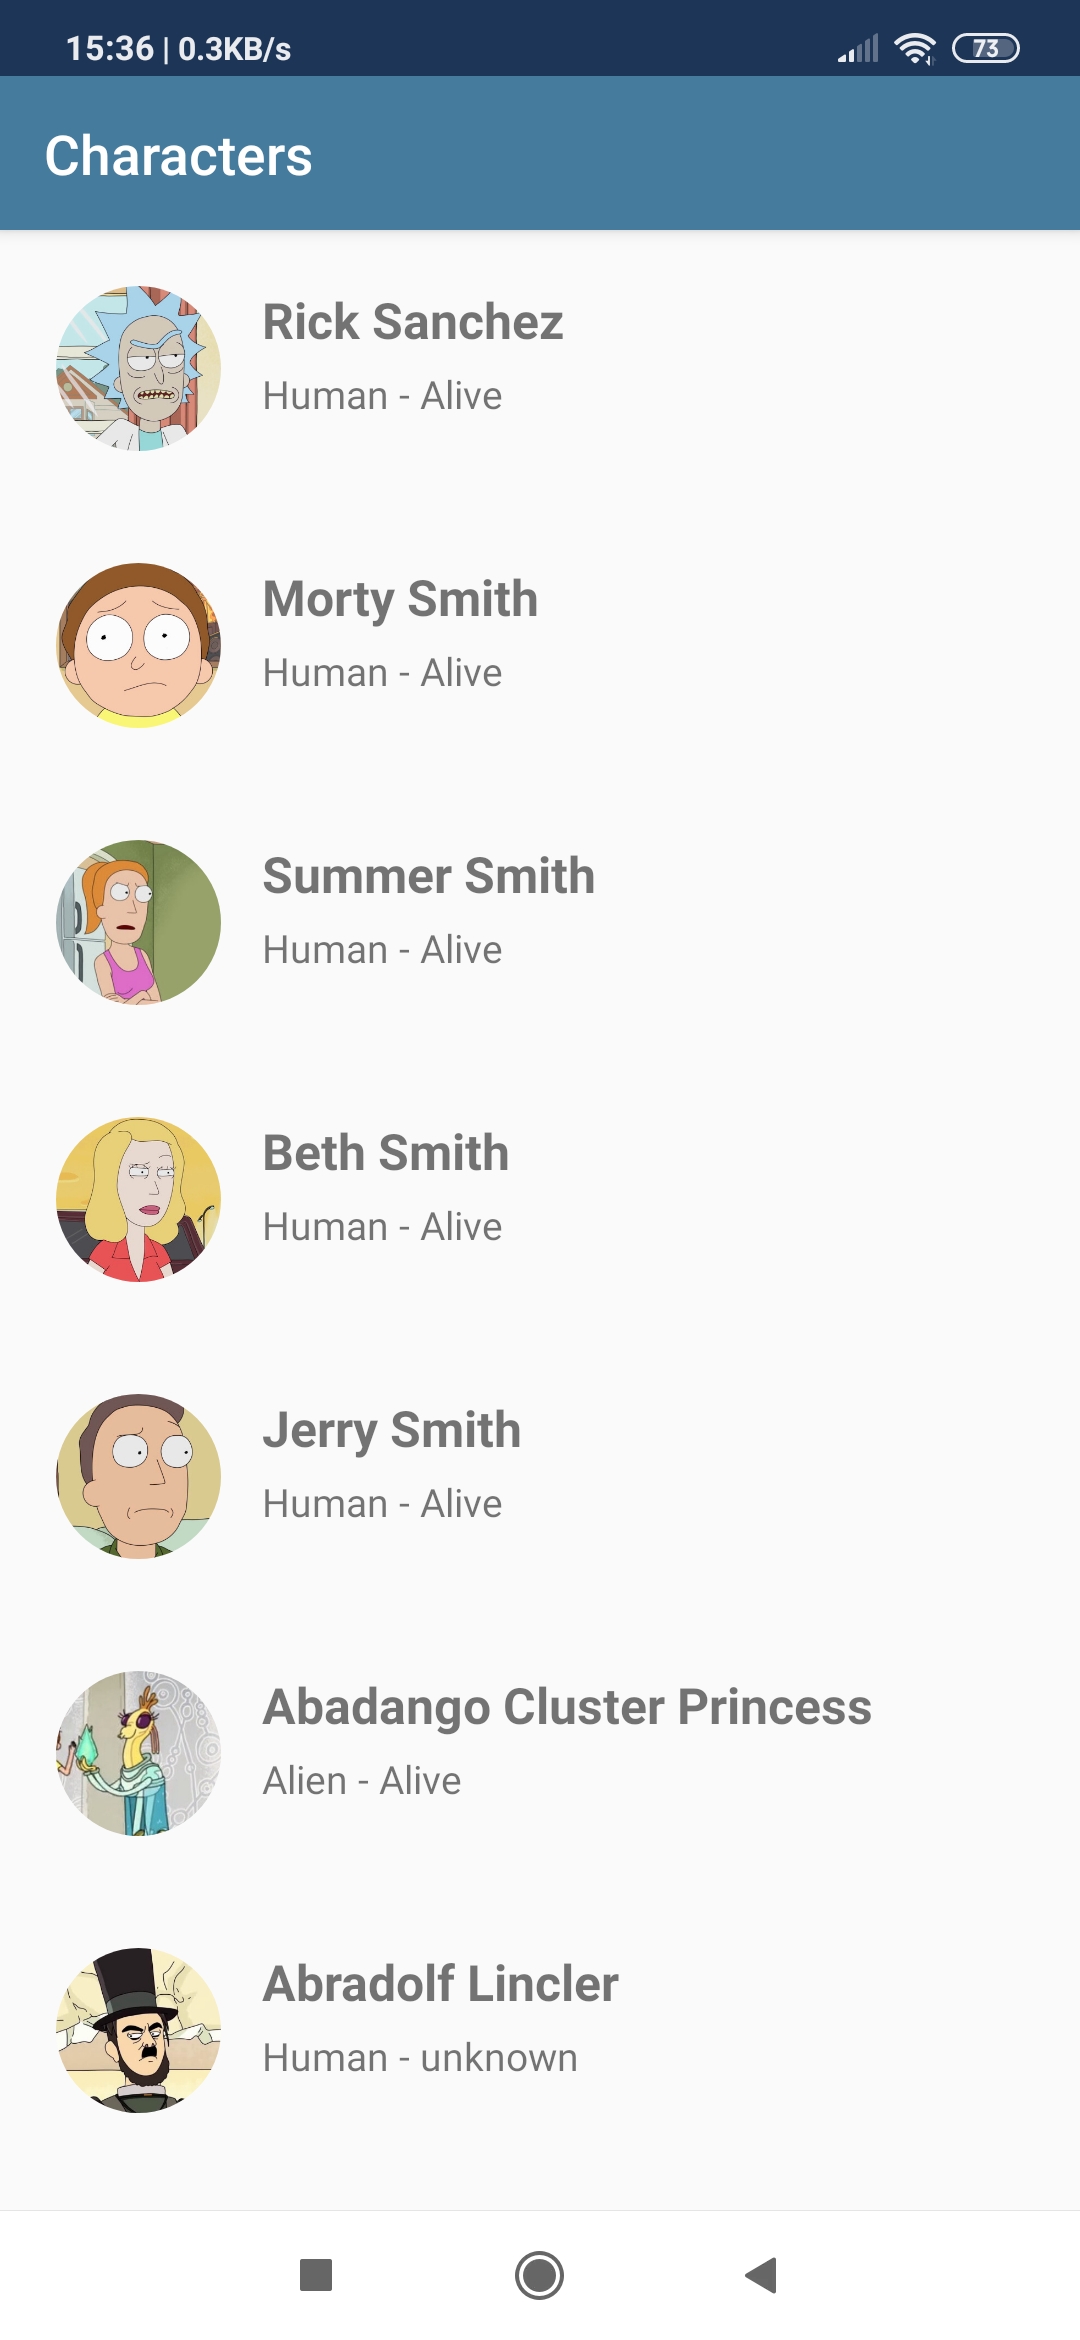 15:36 | 0.3KB/s
73
Characters
Rick Sanchez
Human - Alive
Morty Smith
Human - Alive
Summer Smith
Human - Alive
Beth Smith
Human - Alive
Jerry Smith
Human - Alive
Abadango Cluster Princess
Alien - Alive
Abradolf Lincler
Human - unknown